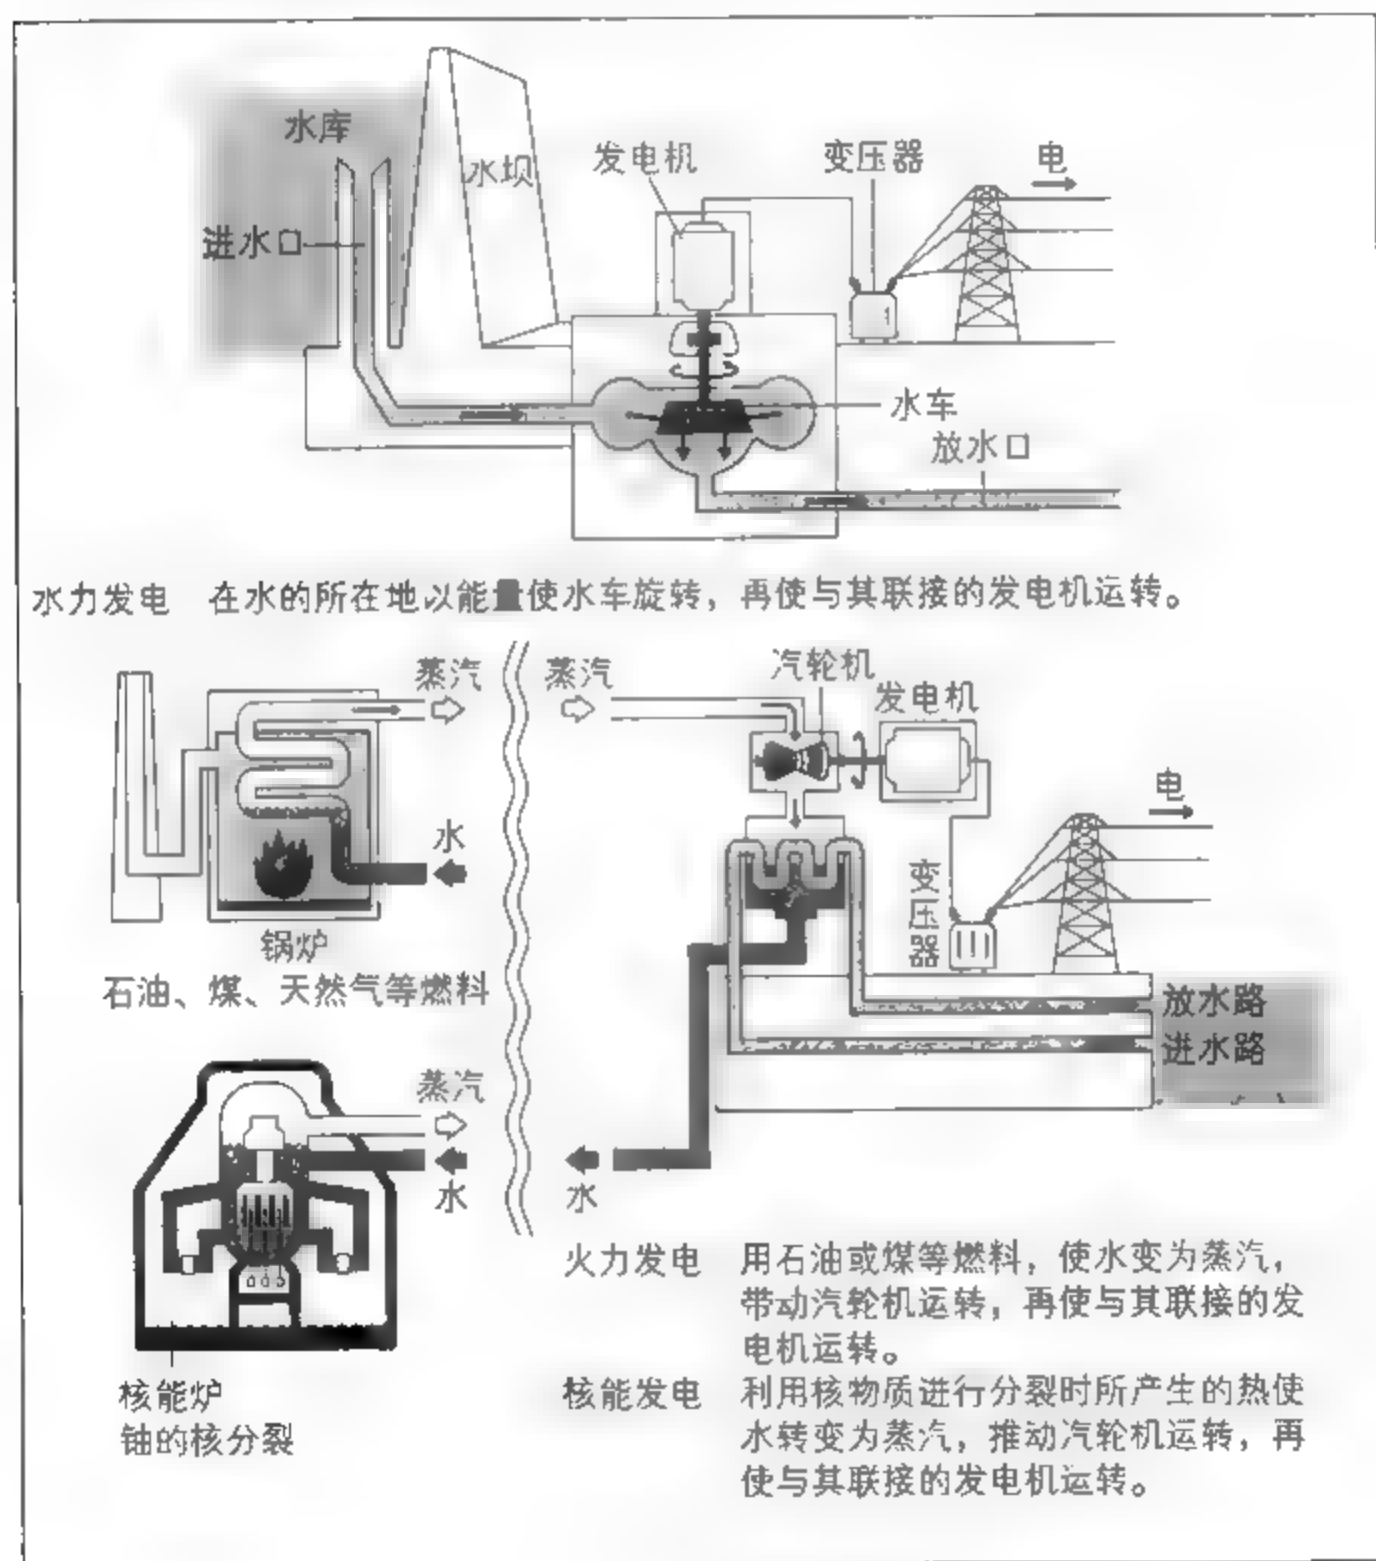 水库
水坝
发电机
变压器
电
进水口
水车
放水口
水力发电 在水的所在地以能量使水车旋转，再使与其联接的发电机运转。
蒸汽
蒸汽
汽轮机
发电机
水
电
变压器
锅炉
石油、煤、天然气等燃料
放水路
进水路
蒸汽
水
水
核能炉
铀的核分裂
火力发电 用石油或煤等燃料，使水变为蒸汽，
带动汽轮机运转，再使与其联接的发
电机运转。
核能发电 利用核物质进行分裂时所产生的热使
水转变为蒸汽，推动汽轮机运转，再
使与其联接的发电机运转。